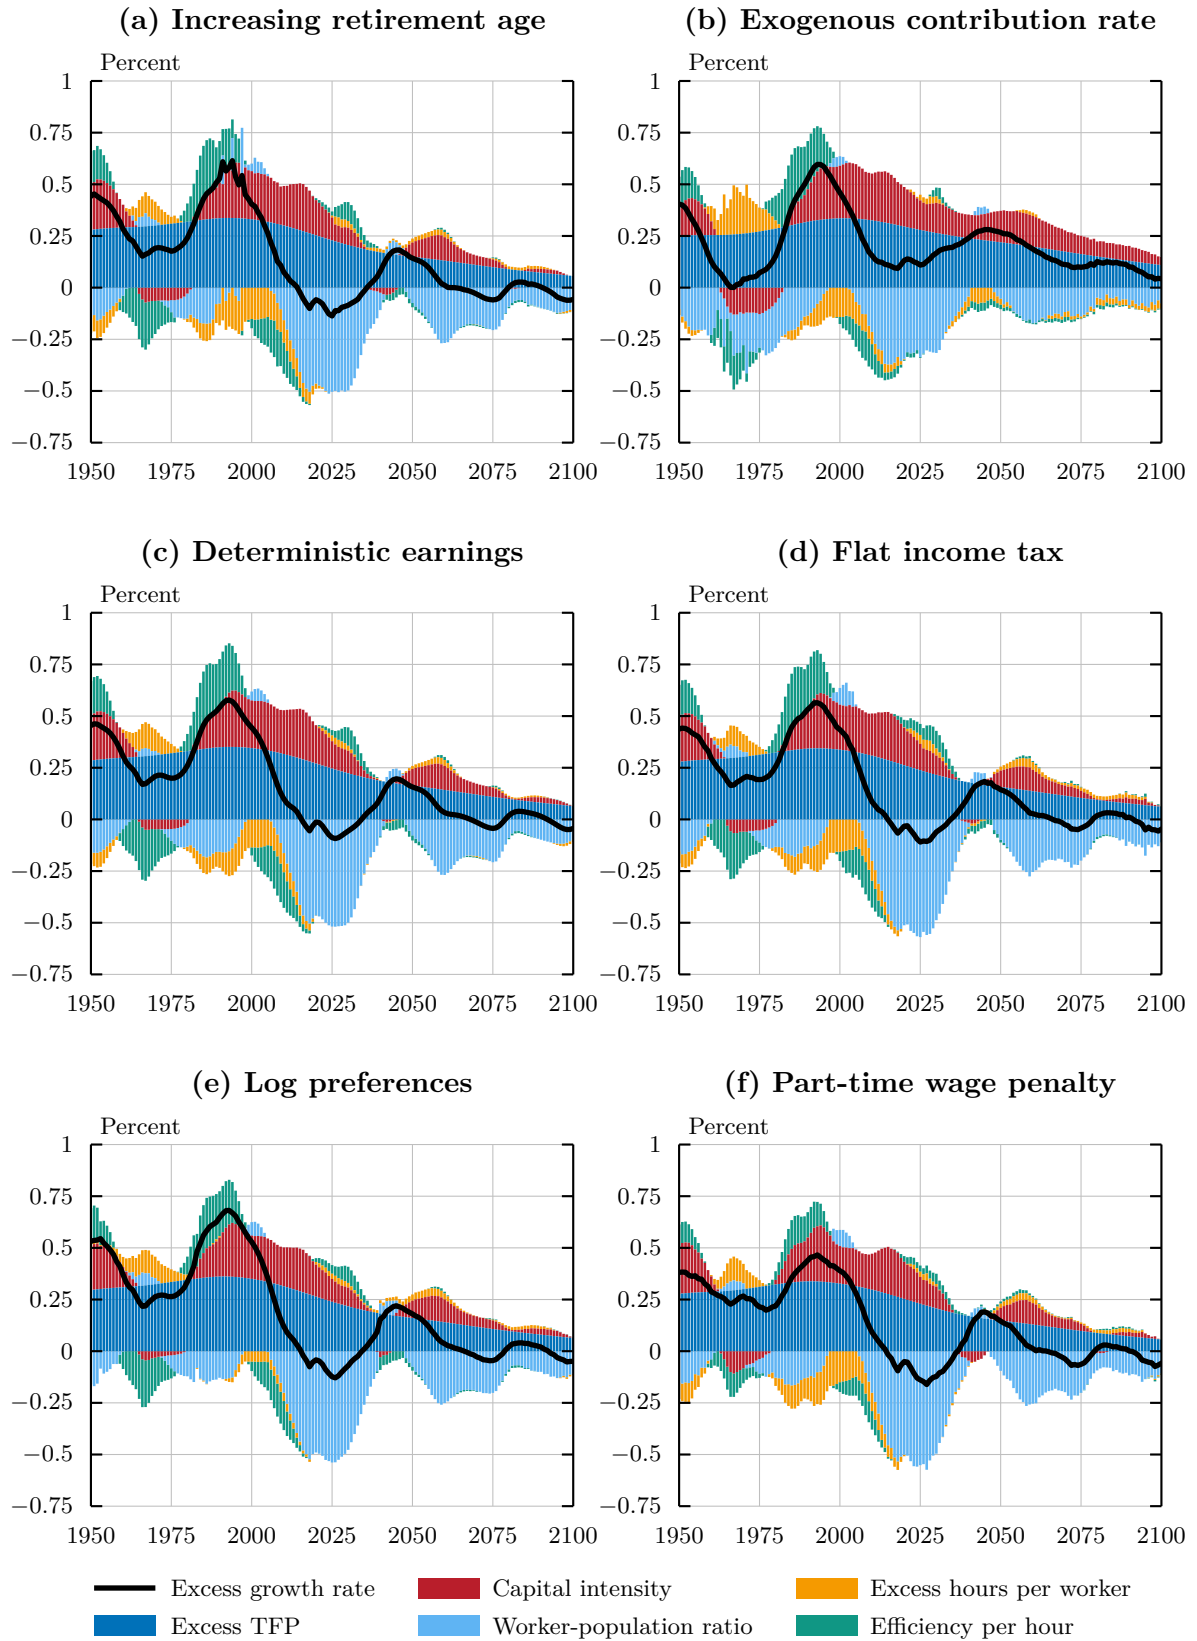 (a) Increasing retirement age
Percent
1
0.75
0.5
0.25
0
−0.25
−0.5
−0.75
1950 1975 2000 2025 2050 2075 2100
(b) Exogenous contribution rate
Percent
1
0.75
0.5
0.25
0
−0.25
−0.5
−0.75
1950 1975 2000 2025 2050 2075 2100
(c) Deterministic earnings
Percent
1
0.75
0.5
0.25
0
−0.25
−0.5
−0.75
1950 1975 2000 2025 2050 2075 2100
(d) Flat income tax
Percent
1
0.75
0.5
0.25
0
−0.25
−0.5
−0.75
1950 1975 2000 2025 2050 2075 2100
(e) Log preferences
Percent
1
0.75
0.5
0.25
0
−0.25
−0.5
−0.75
1950 1975 2000 2025 2050 2075 2100
(f) Part-time wage penalty
Percent
1
0.75
0.5
0.25
0
−0.25
−0.5
−0.75
1950 1975 2000 2025 2050 2075 2100
Excess growth rate Capital intensity Excess hours per worker
Excess TFP Worker-population ratio Efficiency per hour